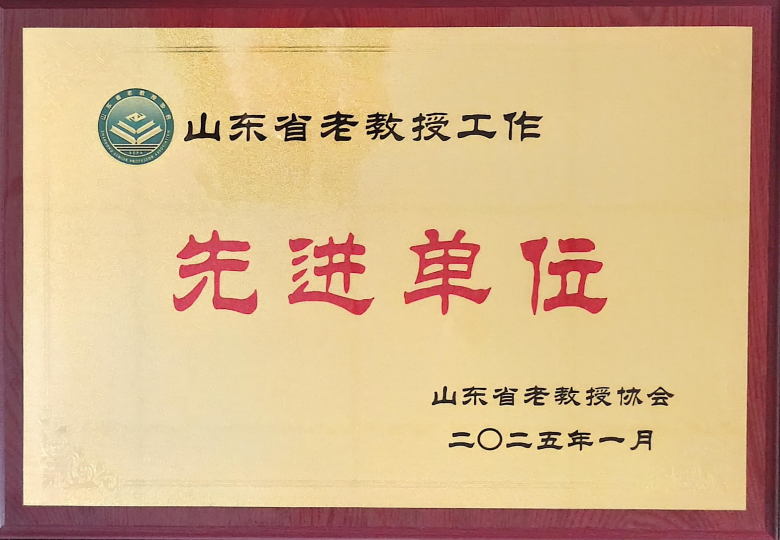 山东省老教授工作
先进单位
山东省老教授协会
二〇二五年一月